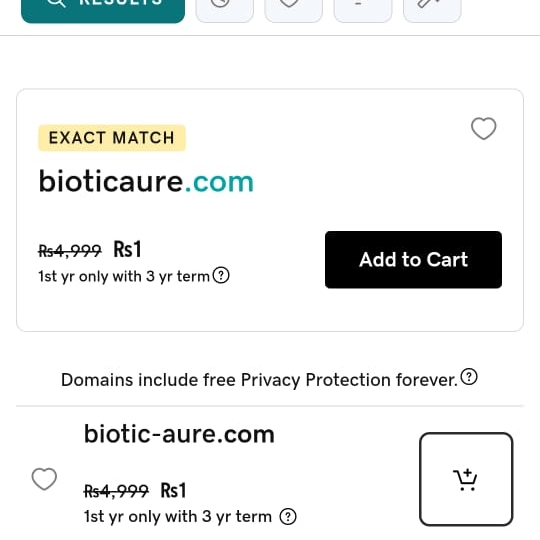 RESULTS
EXACT MATCH
bioticaure.com
Rs4,999 Rs1
Add to Cart
1st yr only with 3 yr term
Domains include free Privacy Protection forever.
biotic-aure.com
Rs4,999 Rs1
1st yr only with 3 yr term